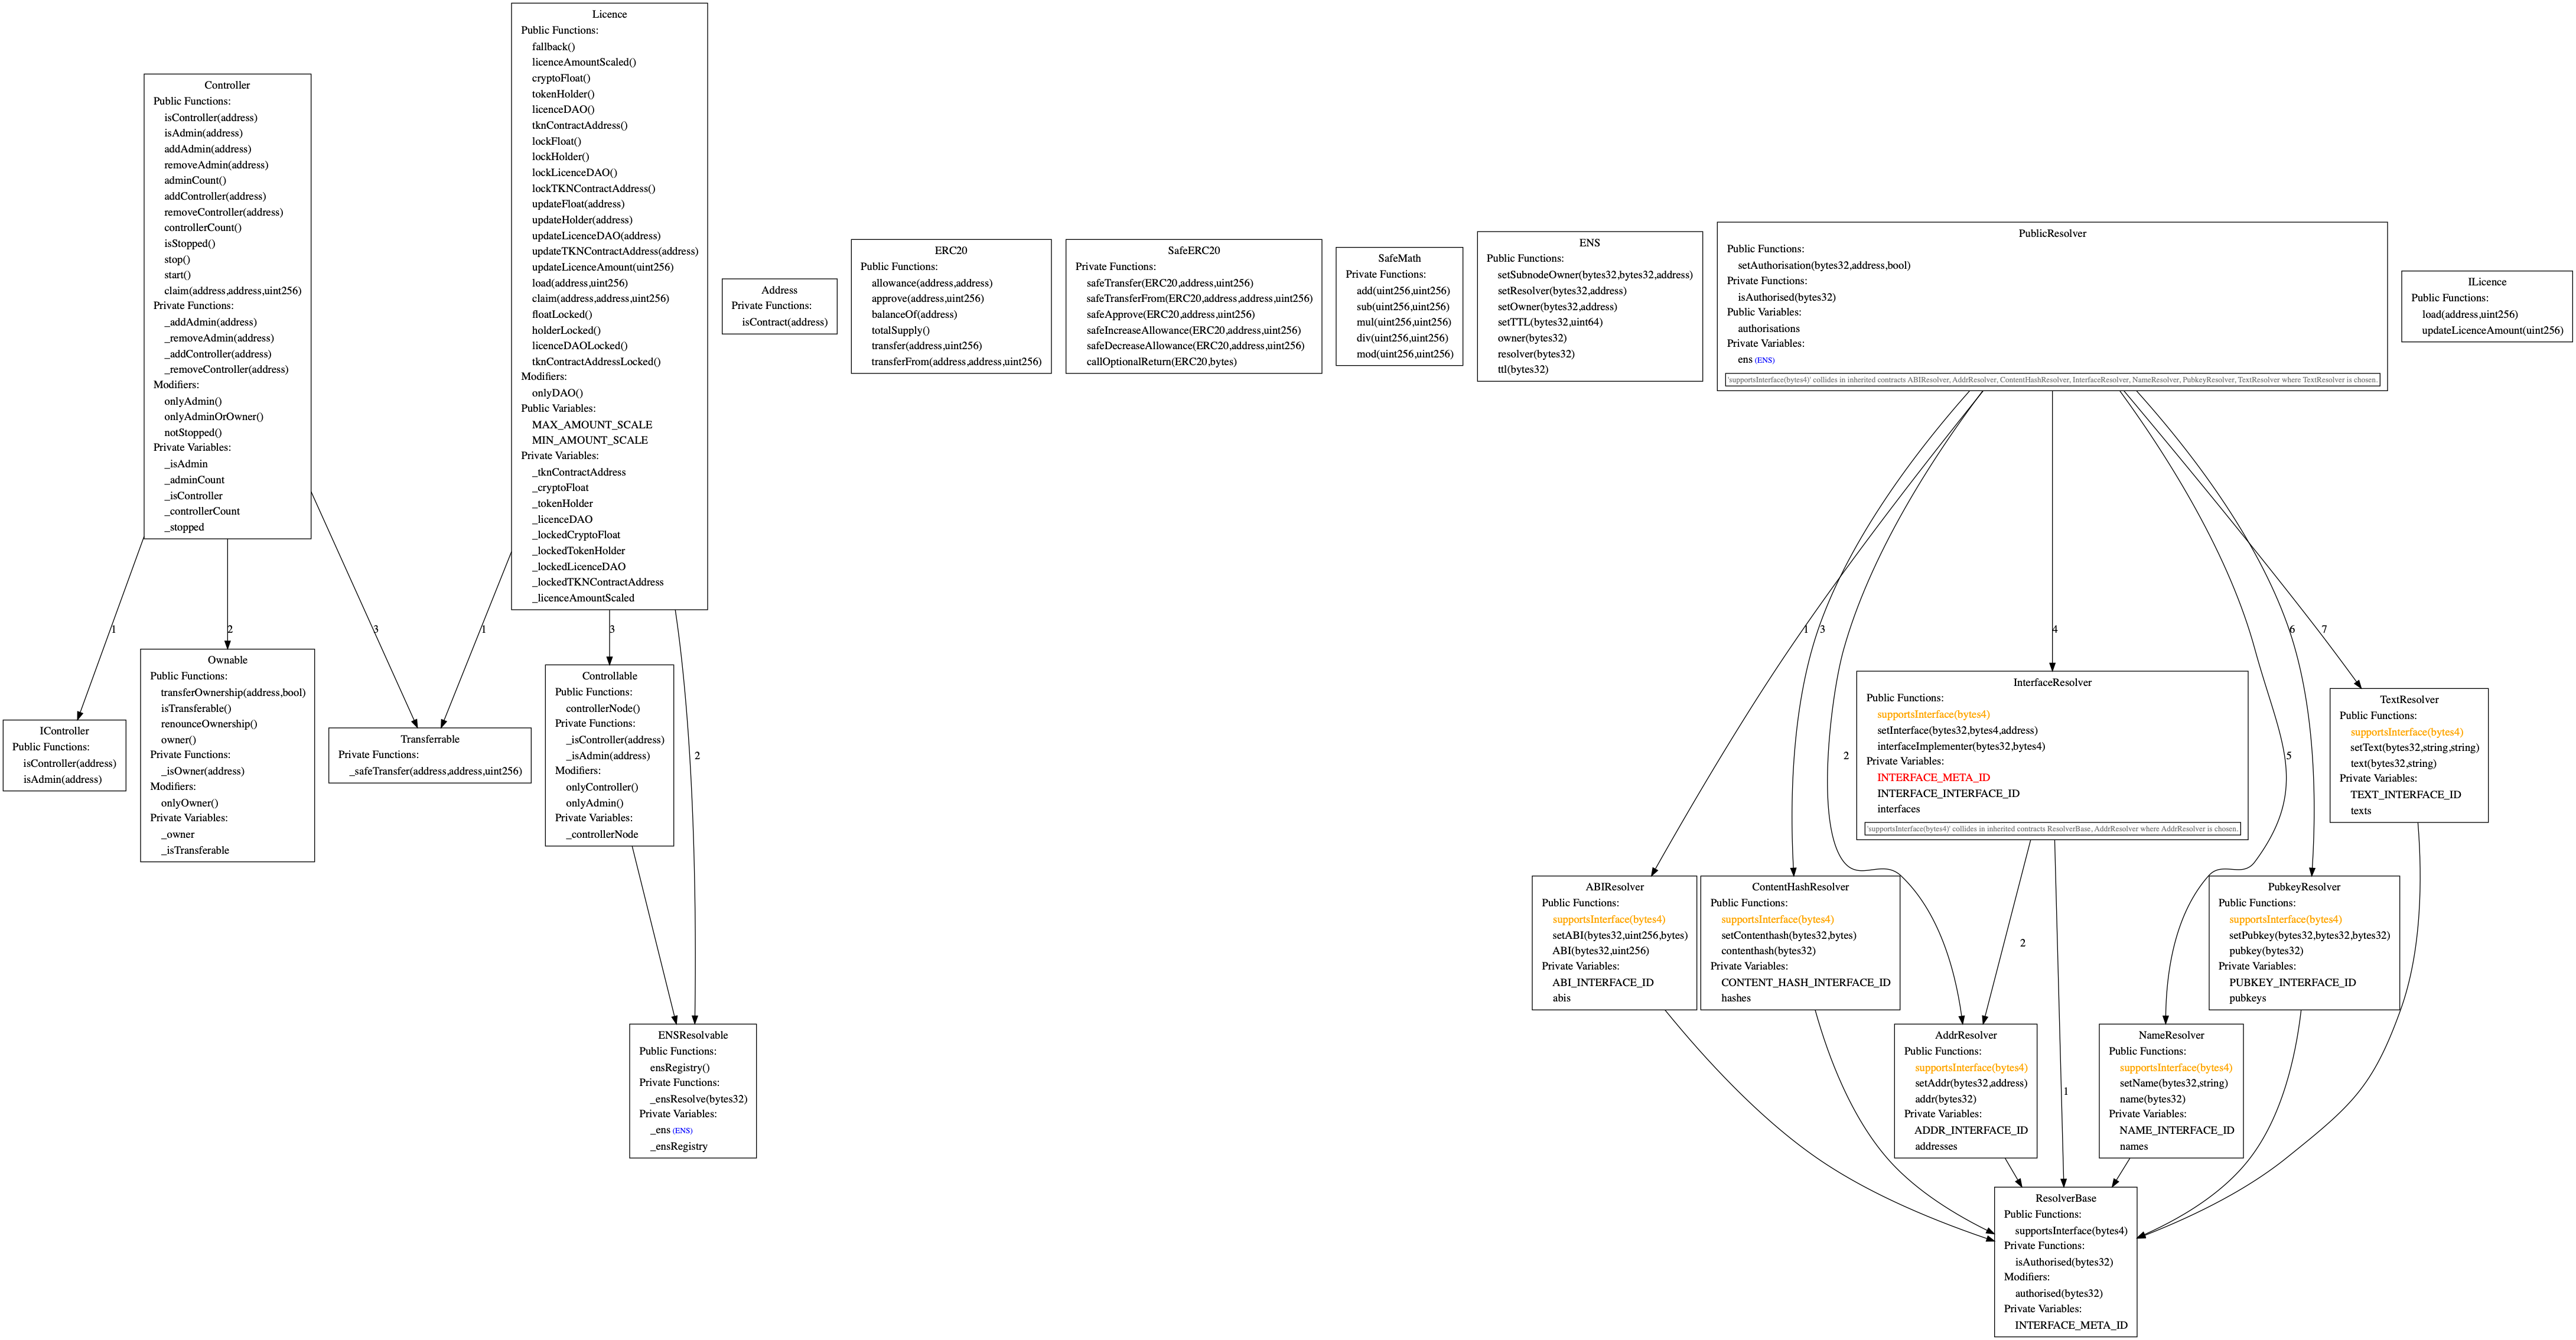 Controller
Public Functions:
isController(address)
isAdmin(address)
addAdmin(address)
removeAdmin(address)
adminCount()
addController(address)
removeController(address)
controllerCount()
isStopped()
stop()
start()
claim(address,address,uint256)
Private Functions:
_addAdmin(address)
_removeAdmin(address)
_addController(address)
_removeController(address)
Modifiers:
onlyAdmin()
onlyAdminOrOwner()
notStopped()
Private Variables:
_isAdmin
_adminCount
_isController
_controllerCount
_stopped
1
2
3
IController
Public Functions:
isController(address)
isAdmin(address)
Ownable
Public Functions:
transferOwnership(address,bool)
isTransferable()
renounceOwnership()
owner()
Private Functions:
_isOwner(address)
Modifiers:
onlyOwner()
Private Variables:
_owner
_isTransferable
Transferrable
Private Functions:
_safeTransfer(address,address,uint256)
Licence
Public Functions:
fallback()
licenceAmountScaled()
cryptoFloat()
tokenHolder()
licenceDAO()
tknContractAddress()
lockFloat()
lockHolder()
lockLicenceDAO()
lockTKNContractAddress()
updateFloat(address)
updateHolder(address)
updateLicenceDAO(address)
updateTKNContractAddress(address)
updateLicenceAmount(uint256)
load(address,uint256)
claim(address,address,uint256)
floatLocked()
holderLocked()
licenceDAOLocked()
tknContractAddressLocked()
Modifiers:
onlyDAO()
Public Variables:
MAX_AMOUNT_SCALE
MIN_AMOUNT_SCALE
Private Variables:
_tknContractAddress
_cryptoFloat
_tokenHolder
_licenceDAO
_lockedCryptoFloat
_lockedTokenHolder
_lockedLicenceDAO
_lockedTKNContractAddress
_licenceAmountScaled
1
3
2
Controllable
Public Functions:
controllerNode()
Private Functions:
_isController(address)
_isAdmin(address)
Modifiers:
onlyController()
onlyAdmin()
Private Variables:
_controllerNode
ENSResolvable
Public Functions:
ensRegistry()
Private Functions:
_ensResolve(bytes32)
Private Variables:
_ens (ENS)
_ensRegistry
Address
Private Functions:
isContract(address)
ERC20
Public Functions:
allowance(address,address)
approve(address,uint256)
balanceOf(address)
totalSupply()
transfer(address,uint256)
transferFrom(address,address,uint256)
SafeERC20
Private Functions:
safeTransfer(ERC20,address,uint256)
safeTransferFrom(ERC20,address,address,uint256)
safeApprove(ERC20,address,uint256)
safeIncreaseAllowance(ERC20,address,uint256)
safeDecreaseAllowance(ERC20,address,uint256)
callOptionalReturn(ERC20,bytes)
SafeMath
Private Functions:
add(uint256,uint256)
sub(uint256,uint256)
mul(uint256,uint256)
div(uint256,uint256)
mod(uint256,uint256)
ENS
Public Functions:
setSubnodeOwner(bytes32,bytes32,address)
setResolver(bytes32,address)
setOwner(bytes32,address)
setTTL(bytes32,uint64)
owner(bytes32)
resolver(bytes32)
ttl(bytes32)
PublicResolver
Public Functions:
setAuthorisation(bytes32,address,bool)
Private Functions:
isAuthorised(bytes32)
Public Variables:
authorisations
Private Variables:
ens (ENS)
'supportsInterface(bytes4)' collides in inherited contracts ABIResolver, AddrResolver, ContentHashResolver, InterfaceResolver, NameResolver, PubkeyResolver, TextResolver where TextResolver is chosen.
ILicence
Public Functions:
load(address,uint256)
updateLicenceAmount(uint256)
1
3
4
6
7
2
5
InterfaceResolver
Public Functions:
supportsInterface(bytes4)
setInterface(bytes32,bytes4,address)
interfaceImplementer(bytes32,bytes4)
Private Variables:
INTERFACE_META_ID
INTERFACE_INTERFACE_ID
interfaces
'supportsInterface(bytes4)' collides in inherited contracts ResolverBase, AddrResolver where AddrResolver is chosen.
TextResolver
Public Functions:
supportsInterface(bytes4)
setText(bytes32,string,string)
text(bytes32,string)
Private Variables:
TEXT_INTERFACE_ID
texts
ABIResolver
Public Functions:
supportsInterface(bytes4)
setABI(bytes32,uint256,bytes)
ABI(bytes32,uint256)
Private Variables:
ABI_INTERFACE_ID
abis
ContentHashResolver
Public Functions:
supportsInterface(bytes4)
setContenthash(bytes32,bytes)
contenthash(bytes32)
Private Variables:
CONTENT_HASH_INTERFACE_ID
hashes
2
1
PubkeyResolver
Public Functions:
supportsInterface(bytes4)
setPubkey(bytes32,bytes32,bytes32)
pubkey(bytes32)
Private Variables:
PUBKEY_INTERFACE_ID
pubkeys
AddrResolver
Public Functions:
supportsInterface(bytes4)
setAddr(bytes32,address)
addr(bytes32)
Private Variables:
ADDR_INTERFACE_ID
addresses
NameResolver
Public Functions:
supportsInterface(bytes4)
setName(bytes32,string)
name(bytes32)
Private Variables:
NAME_INTERFACE_ID
names
ResolverBase
Public Functions:
supportsInterface(bytes4)
Private Functions:
isAuthorised(bytes32)
Modifiers:
authorised(bytes32)
Private Variables:
INTERFACE_META_ID